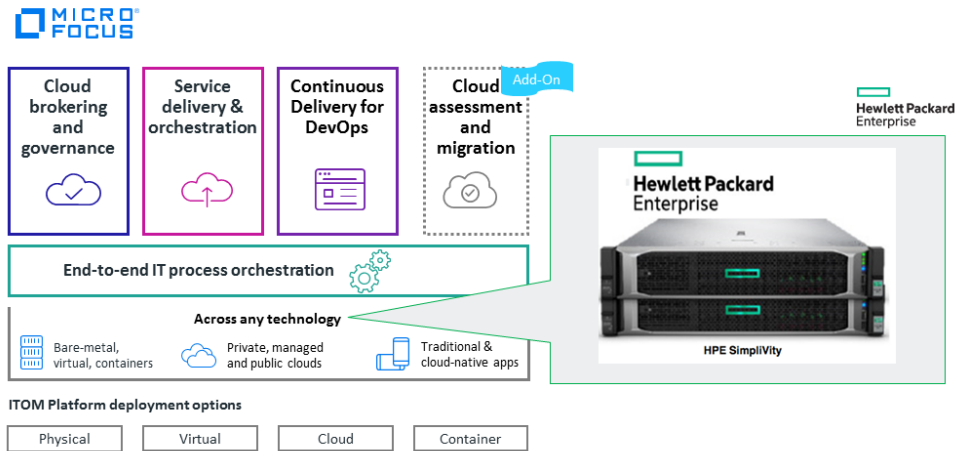 MICRO
FOCUS
Cloud
brokering
and
governance
Service
delivery &
orchestration
Continuous
Delivery for
DevOps
Add-On
Cloud
assessment
and
migration
End-to-end IT process orchestration
Across any technology
Bare-metal,
virtual, containers
Private, managed
and public clouds
Traditional &
cloud-native apps
ITOM Platform deployment options
Physical
Virtual
Cloud
Container
Hewlett Packard
Enterprise
Hewlett Packard
Enterprise
HPE SimpliVity